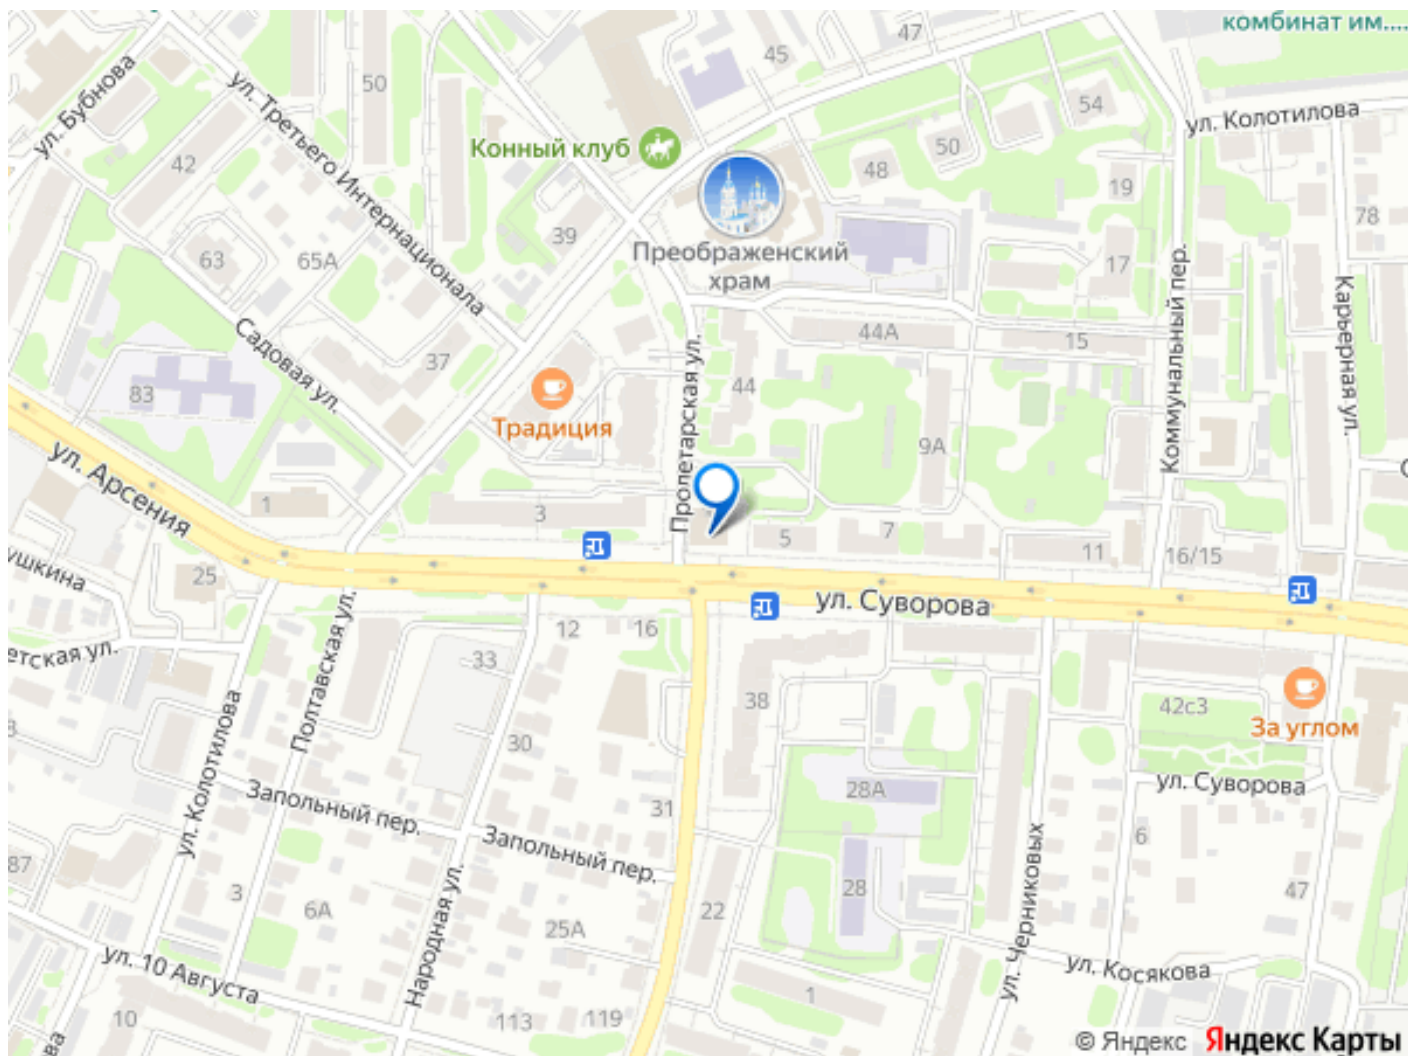 комбинат им....
47
45
50
54
ул. Колотилова
ул. Бубнова
ул. Третьего Интернационала
42
Конный клуб
50
48
19
78
39
63
65А
Преображенский
храм
17
Коммунальный пер.
Карьерная ул.
Садовая ул.
37
44А
15
Пролетарская ул.
83
44
Традиция
9А
ул. Арсения
1
3
5
7
11
16/15
25
ул. Суворова
12
16
33
етская ул.
Полтавская ул.
ул. Колотилова
38
42с3
За углом
30
ул. Суворова
28А
31
Запольный пер.
Запольный пер.
6
87
3
6А
Народная ул.
25А
22
28
ул. Черниковых
47
ул. 10 Августа
ул. Косякова
10
113
119
1
© Яндекс Яндекс Карты